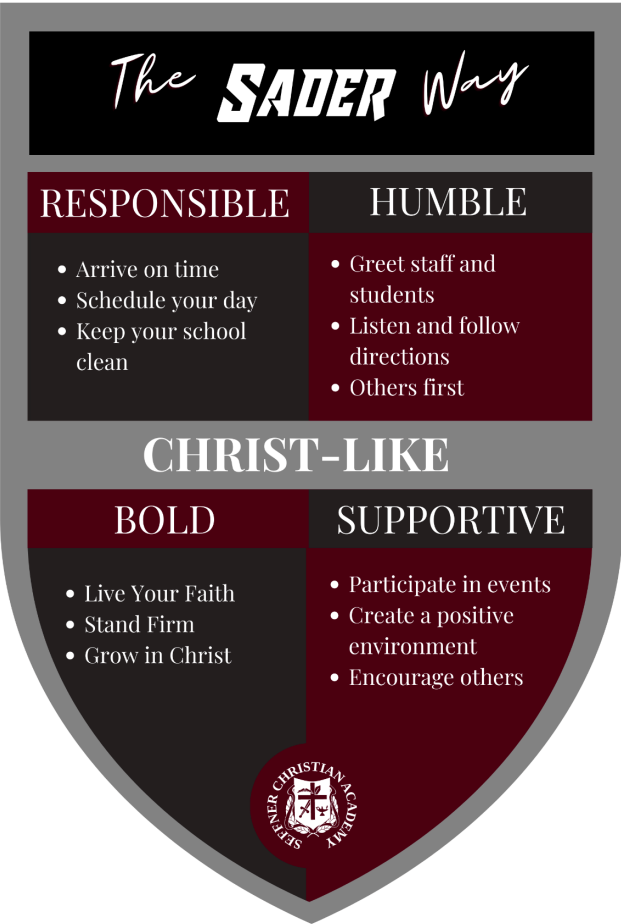 The SADER Way
RESPONSIBLE
• Arrive on time
• Schedule your day
• Keep your school
clean
HUMBLE
• Greet staff and
students
• Listen and follow
directions
• Others first
CHRIST-LIKE
BOLD
• Live Your Faith
• Stand Firm
• Grow in Christ
SUPPORTIVE
• Participate in events
• Create a positive
environment
• Encourage others
SEFFNER CHRISTIAN ACADEMY